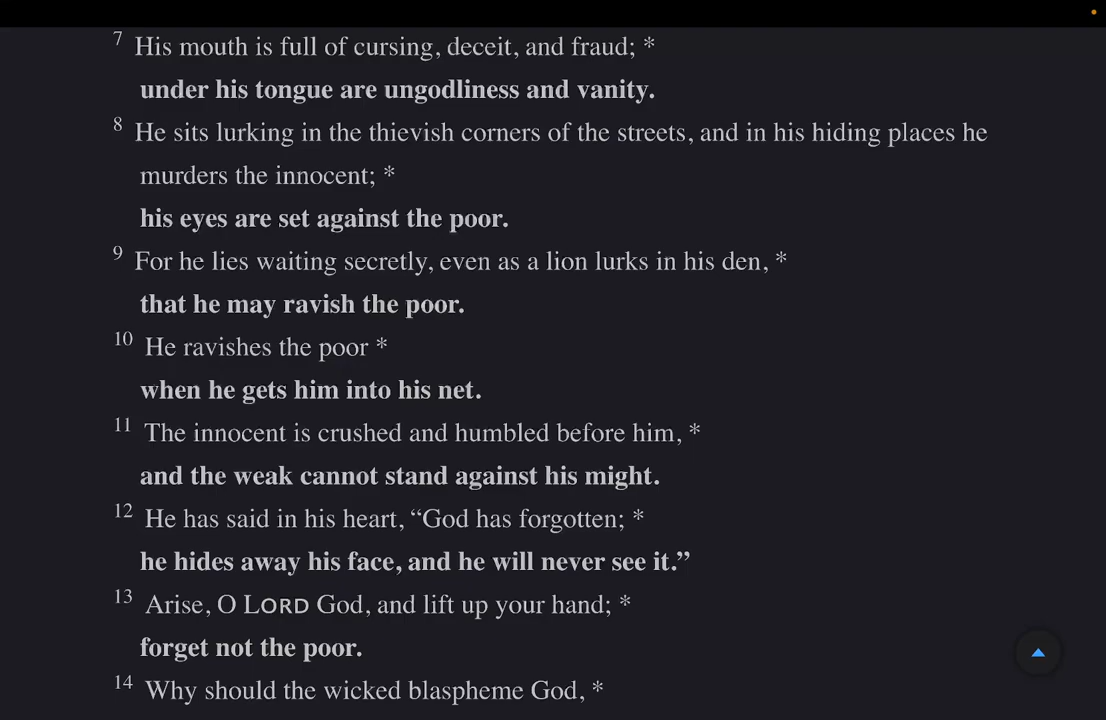 7 His mouth is full of cursing, deceit, and fraud; *
under his tongue are ungodliness and vanity.
8 He sits lurking in the thievish corners of the streets, and in his hiding places he
murders the innocent; *
his eyes are set against the poor.
9 For he lies waiting secretly, even as a lion lurks in his den, *
that he may ravish the poor.
10 He ravishes the poor *
when he gets him into his net.
11 The innocent is crushed and humbled before him, *
and the weak cannot stand against his might.
12 He has said in his heart, “God has forgotten; *
he hides away his face, and he will never see it.”
13 Arise, O LORD God, and lift up your hand; *
forget not the poor.
14 Why should the wicked blaspheme God, *